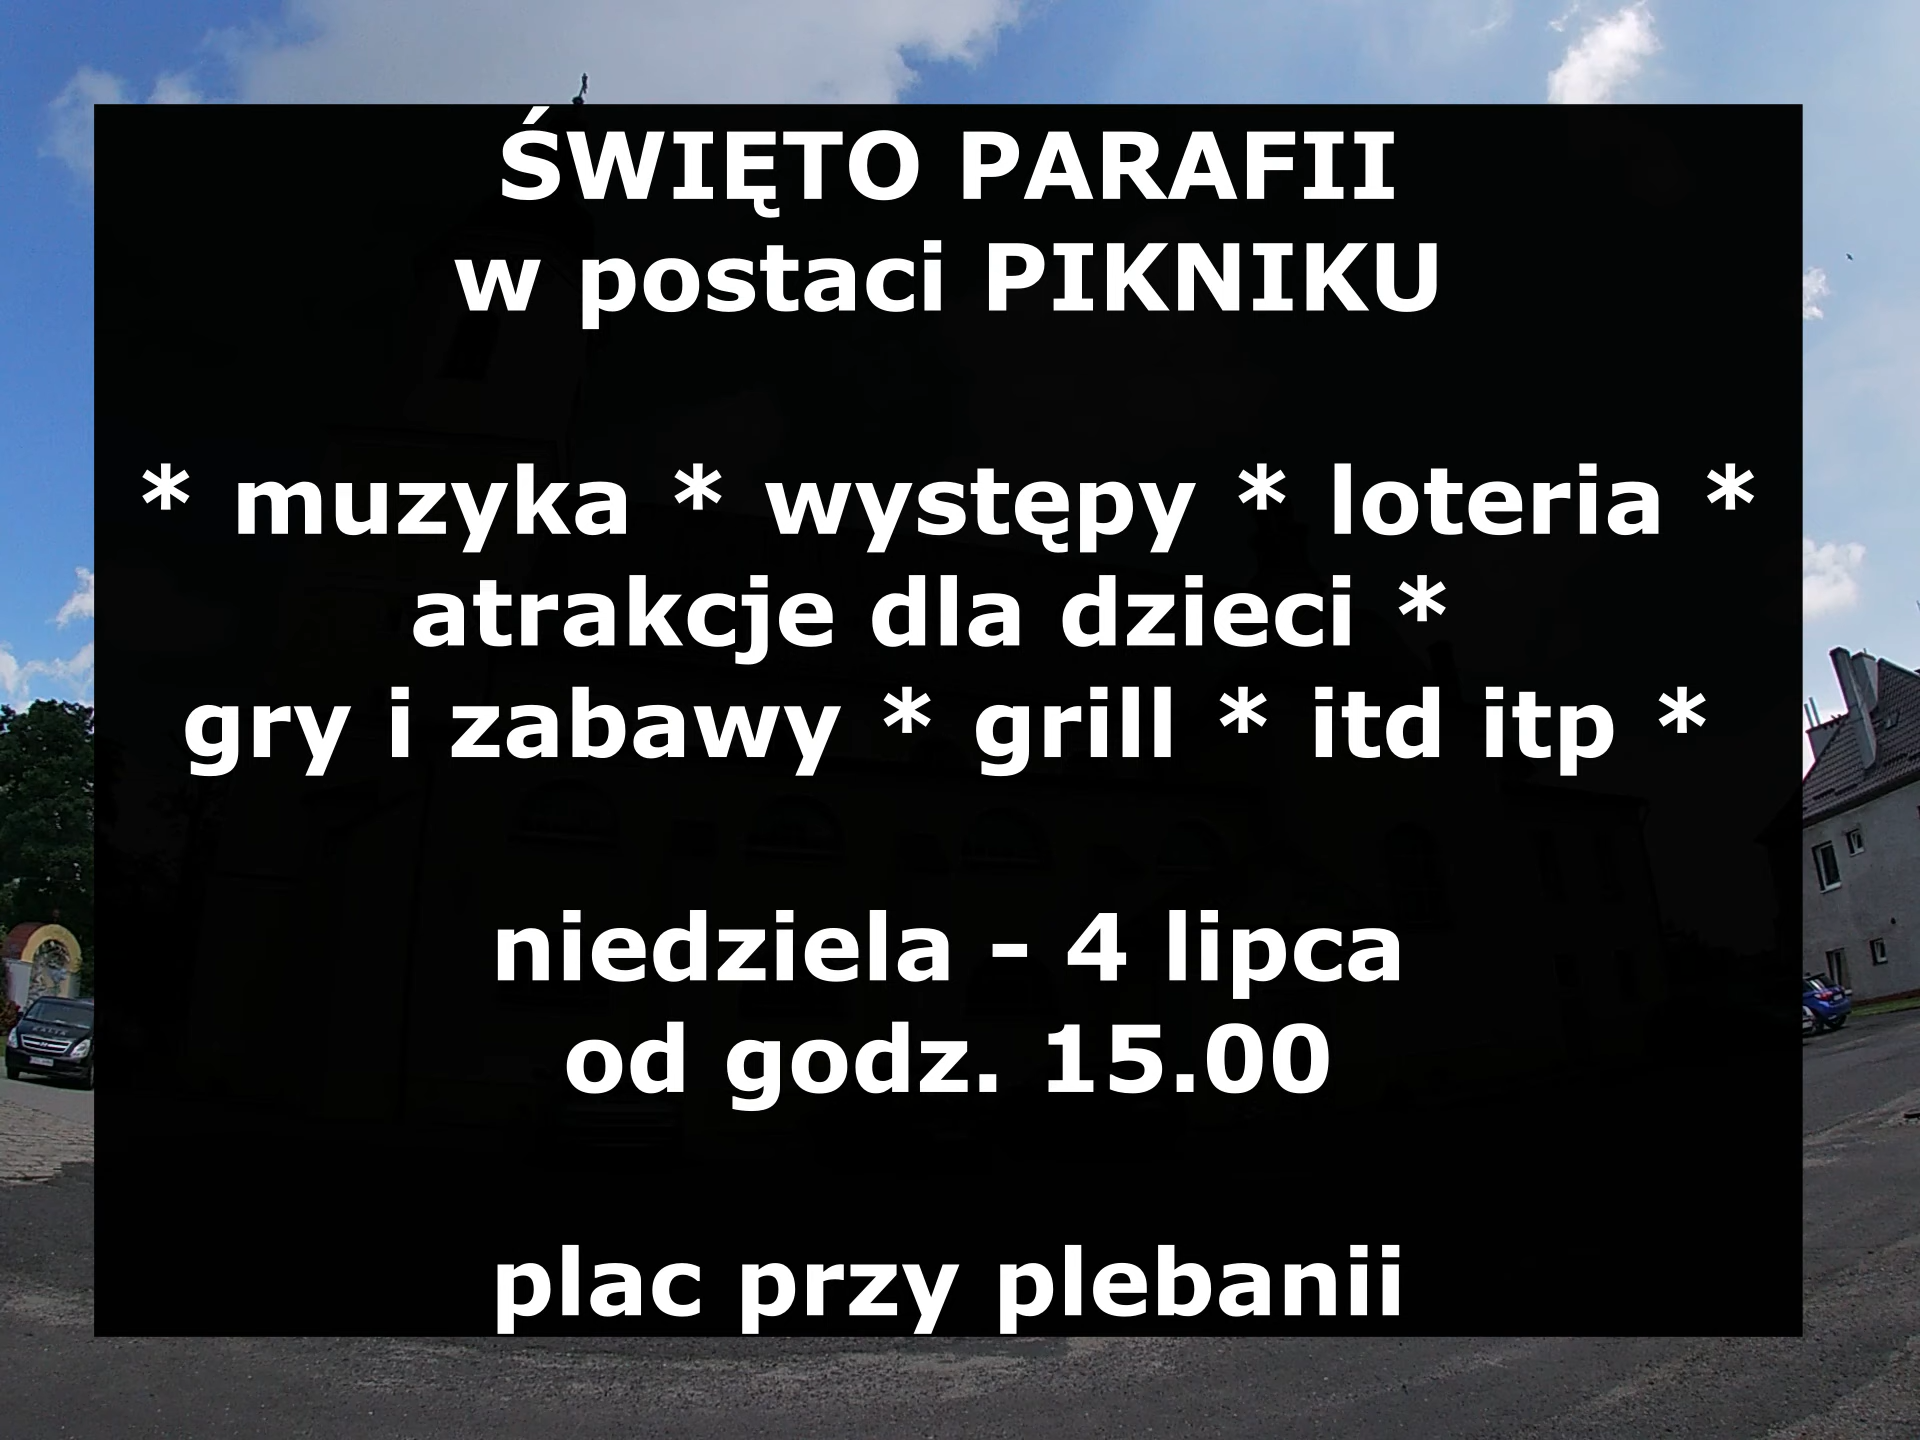 ŚWIĘTO PARAFII
w postaci PIKNIKU
* muzyka * występy * loteria *
atrakcje dla dzieci *
gry i zabawy * grill * itd itp *
niedziela - 4 lipca
od godz. 15.00
plac przy plebanii